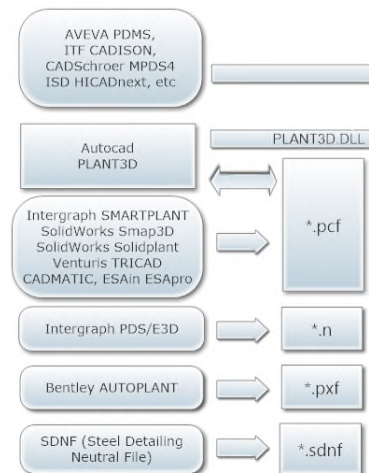 AVEVA PDMS,
ITF CADISON,
CADSchroer MPDS4
ISD HICADnext, etc
PLANT3D.DLL
Autocad
PLANT3D
Intergraph SMARTPLANT
SolidWorks Smap3D
SolidWorks Solidplant
Venturis TRICAD
CADMATIC, ESAin ESApro
*.pcf
Intergraph PDS/E3D
*.n
Bentley AUTOPLANT
*.pxf
SDNF (Steel Detailing
Neutral File)
*.sdnf